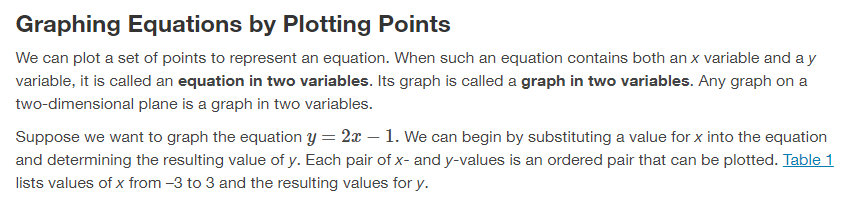 Graphing Equations by Plotting Points
We can plot a set of points to represent an equation. When such an equation contains both an x variable and a y
variable, it is called an equation in two variables. Its graph is called a graph in two variables. Any graph on a
two-dimensional plane is a graph in two variables.
Suppose we want to graph the equation y = 2x − 1. We can begin by substituting a value for x into the equation
and determining the resulting value of y. Each pair of x- and y-values is an ordered pair that can be plotted. Table 1
lists values of x from –3 to 3 and the resulting values for y.